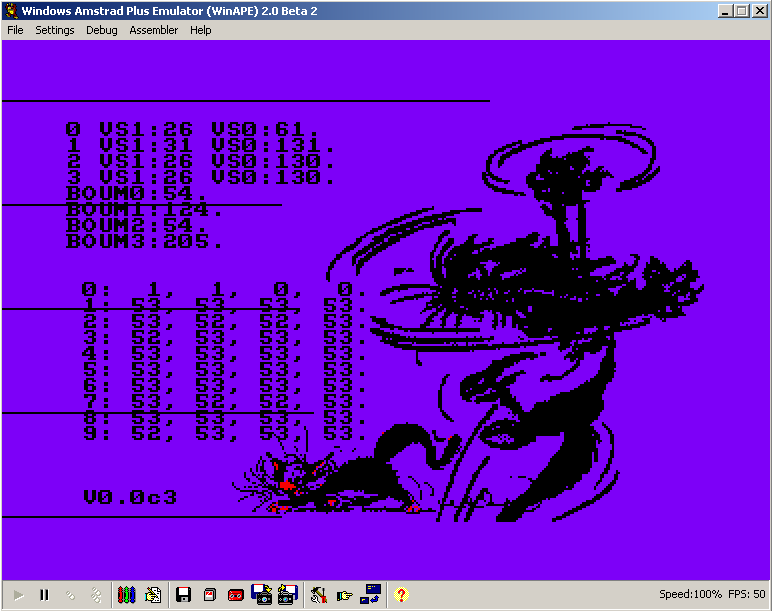 Windows Amstrad Plus Emulator (WinAPE) 2.0 Beta 2
File Settings Debug Assembler Help
0 VS1:26 VS0:61.
1 VS1:31 VS0:131.
2 VS1:26 VS0:130.
3 VS1:26 VS0:130.
BOUM0:54.
BOUM1:124.
BOUM2:54.
BOUM3:205.
0: 1, 1, 0, 0.
1: 53, 53, 53, 53.
2: 53, 52, 52, 53.
3: 52, 53, 53, 53.
4: 53, 53, 53, 53.
5: 53, 53, 53, 53.
6: 53, 53, 53, 53.
7: 53, 52, 52, 53.
8: 53, 53, 53, 53.
9: 52, 53, 53, 53.
V0.0c3
Speed:100% FPS: 50